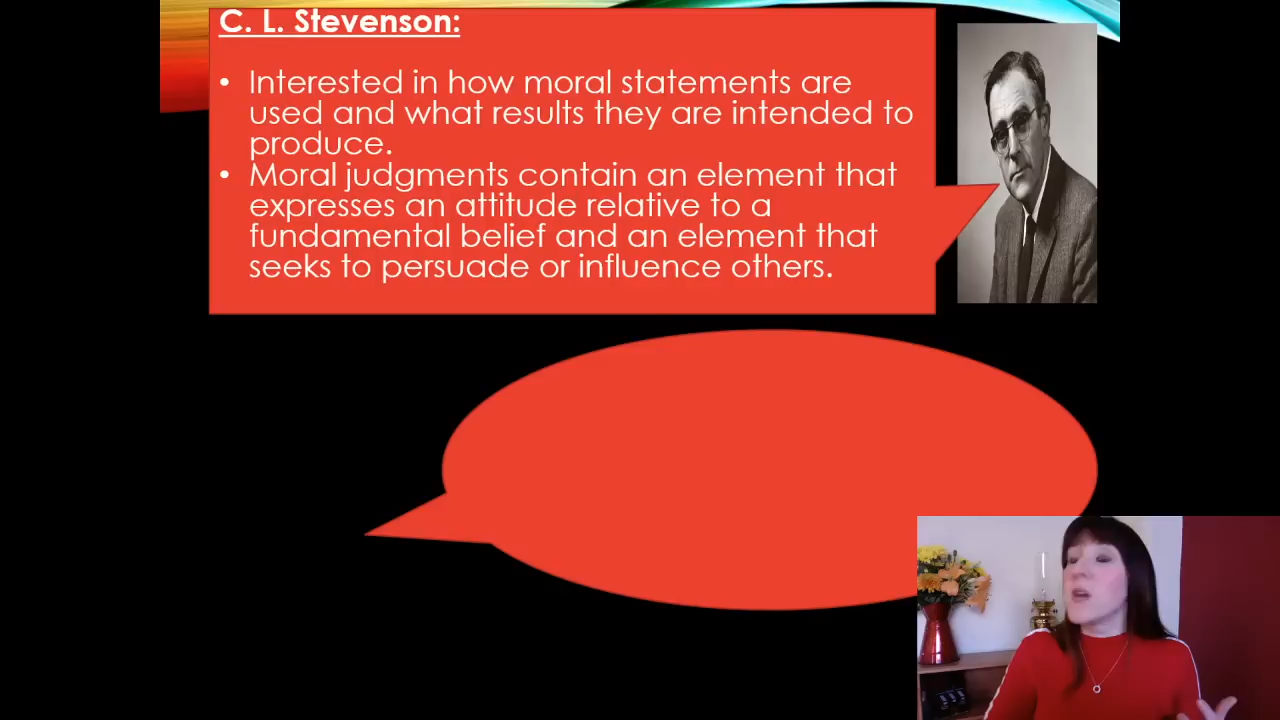 C. L. Stevenson:
• Interested in how moral statements are
used and what results they are intended to
produce.
• Moral judgments contain an element that
expresses an attitude relative to a
fundamental belief and an element that
seeks to persuade or influence others.